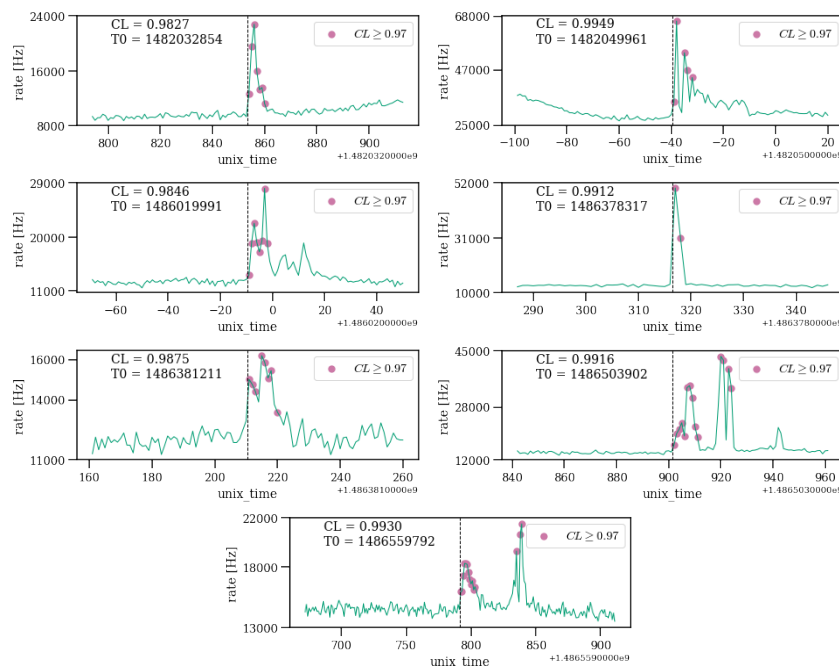 CL = 0.9827
T0 = 1482032854
CL ≥ 0.97
rate [Hz]
24000
16000
8000
800 820 840 860 880 900
unix_time
+1.4820320000e9
CL = 0.9949
T0 = 1482049961
CL ≥ 0.97
rate [Hz]
68000
47000
25000
−100 −80 −60 −40 −20 0 20
unix_time
+1.4820500000e9
CL = 0.9846
T0 = 1486019991
CL ≥ 0.97
rate [Hz]
29000
20000
11000
−60 −40 −20 0 20 40
unix_time
+1.4860200000e9
CL = 0.9912
T0 = 1486378317
CL ≥ 0.97
rate [Hz]
52000
31000
10000
290 300 310 320 330 340
unix_time
+1.4863780000e9
CL = 0.9875
T0 = 1486381211
CL ≥ 0.97
rate [Hz]
16000
14000
11000
160 180 200 220 240 260
unix_time
+1.4863810000e9
CL = 0.9916
T0 = 1486503902
CL ≥ 0.97
rate [Hz]
45000
28000
12000
840 860 880 900 920 940 960
unix_time
+1.4865030000e9
CL = 0.9930
T0 = 1486559792
CL ≥ 0.97
rate [Hz]
22000
18000
13000
700 750 800 850 900
unix_time
+1.4865590000e9